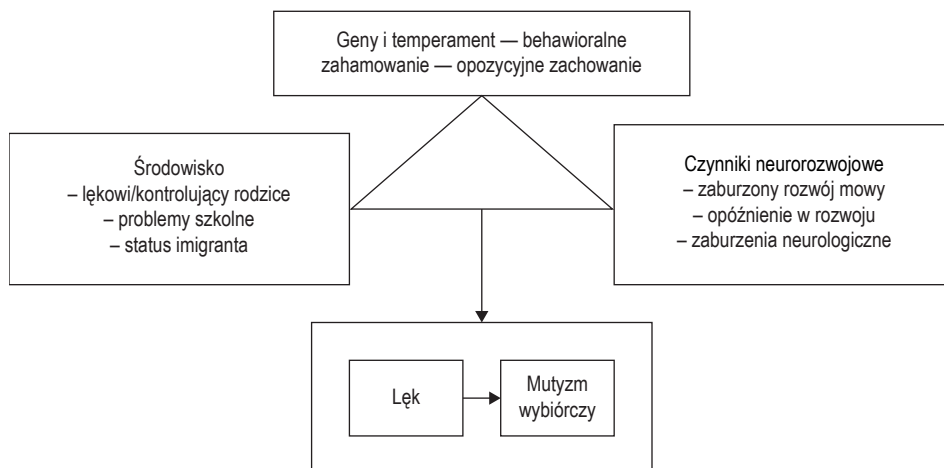 Geny i temperament — behawioralne
zahamowanie — opozycyjne zachowanie
Środowisko
– lękowi/kontrolujący rodzice
– problemy szkolne
– status imigranta
Czynniki neurorozwojowe
– zaburzony rozwój mowy
– opóźnienie w rozwoju
– zaburzenia neurologiczne
Lęk
Mutyzm
wybiórczy